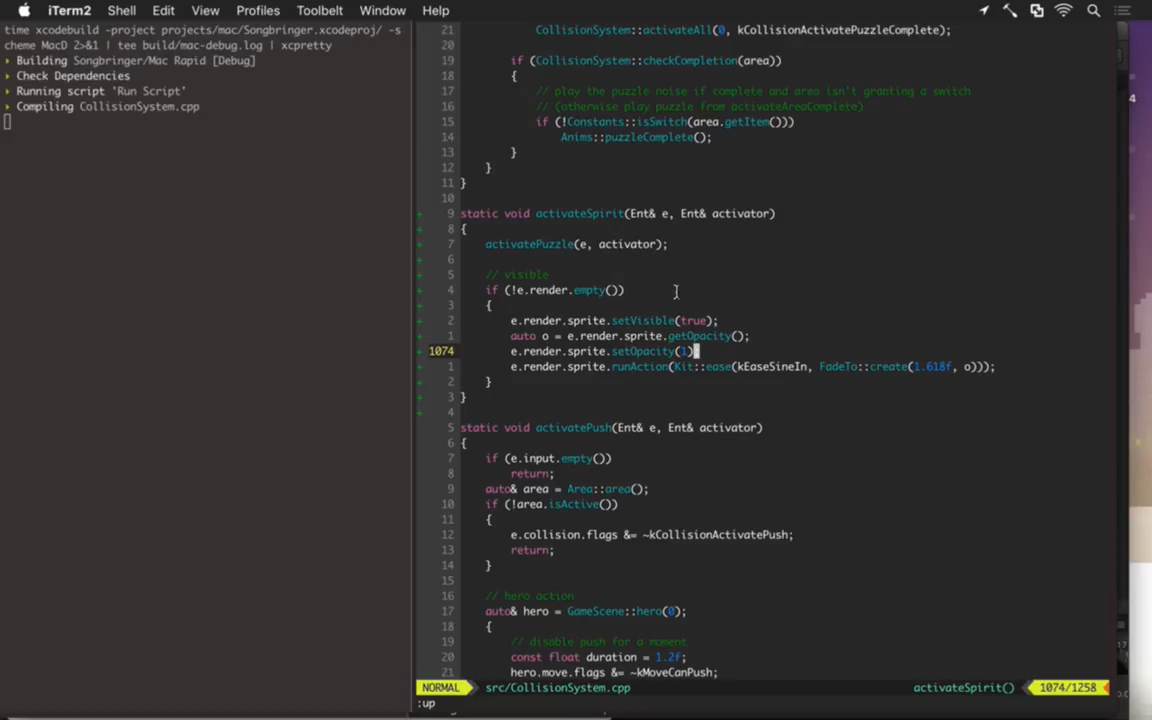 iTerm2 Shell Edit View Profiles Toolbelt Window Help
time xcodebuild -project projects/mac/Songbringer.xcodeproj/ -s
cheme MacD 2>&1 | tee build/mac-debug.log | xcpretty
▸ Building Songbringer/Mac Rapid [Debug]
▸ Check Dependencies
▸ Running script 'Run Script'
▸ Compiling CollisionSystem.cpp
21 CollisionSystem::activateAll(0, kCollisionActivatePuzzleComplete);
20
19 if (CollisionSystem::checkCompletion(area))
18 {
17 // play the puzzle noise if complete and area isn't granting a switch
16 // (otherwise play puzzle from activateAreaComplete)
15 if (!Constants::isSwitch(area.getItem()))
14 Anims::puzzleComplete();
13 }
12 }
11 }
10
+ 9 static void activateSpirit(Ent& e, Ent& activator)
+ 8 {
+ 7 activatePuzzle(e, activator);
+ 6
+ 5 // visible
+ 4 if (!e.render.empty())
+ 3 {
+ 2 e.render.sprite.setVisible(true);
+ 1 auto o = e.render.sprite.getOpacity();
+ 1074 e.render.sprite.setOpacity(1)
+ 1 e.render.sprite.runAction(Kit::ease(kEaseSineIn, FadeTo::create(1.618f, o)));
+ 2 }
+ 3 }
+ 4
5 static void activatePush(Ent& e, Ent& activator)
6 {
7 if (e.input.empty())
8 return;
9 auto& area = Area::area();
10 if (!area.isActive())
11 {
12 e.collision.flags &= ~kCollisionActivatePush;
13 return;
14 }
15
16 // hero action
17 auto& hero = GameScene::hero(0);
18 {
19 // disable push for a moment
20 const float duration = 1.2f;
21 hero.move.flags &= ~kMoveCanPush;
NORMAL src/CollisionSystem.cpp activateSpirit() 1074/1258
:up
4